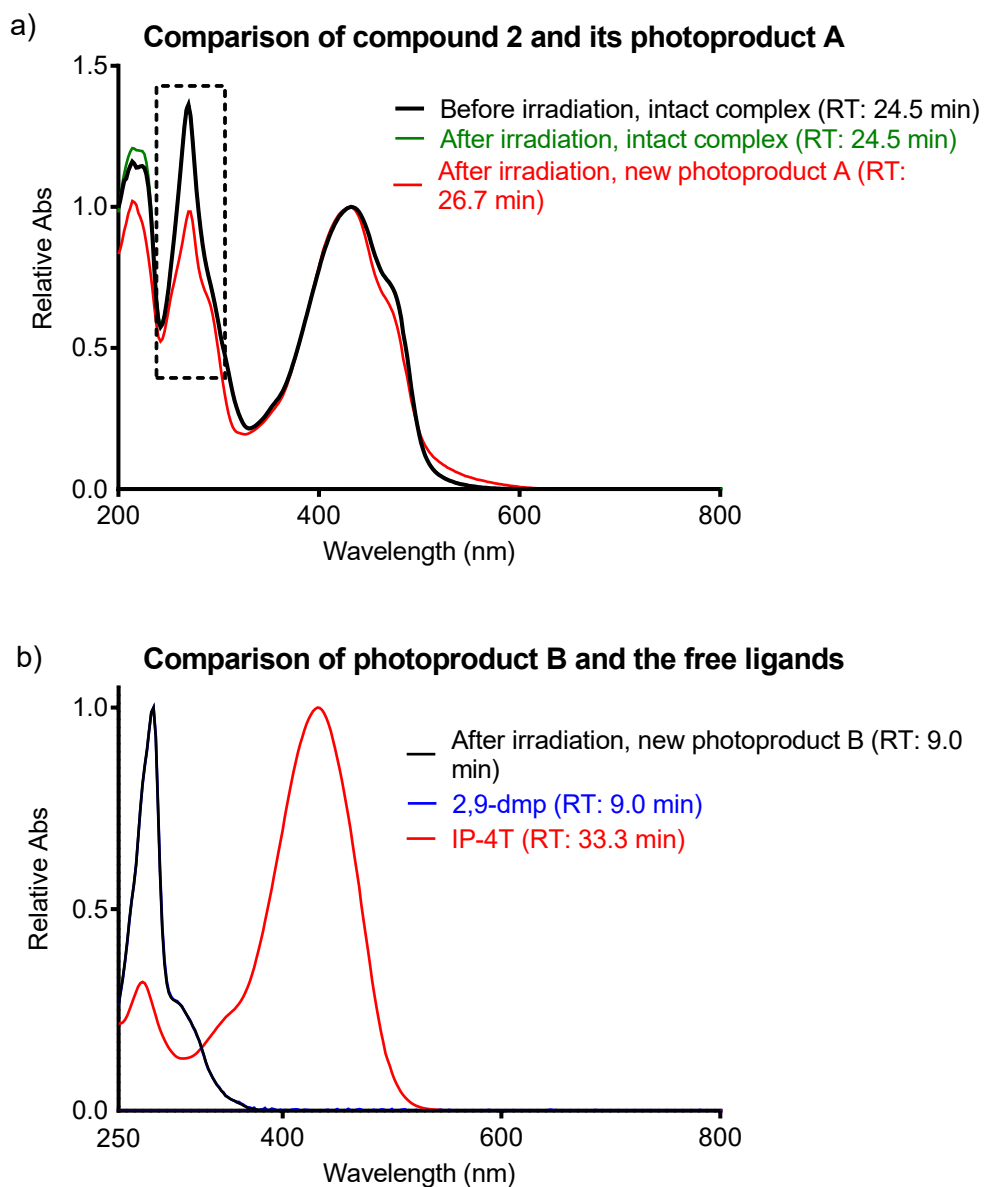 a)
Comparison of compound 2 and its photoproduct A
1.5
1.0
0.5
0.0
Relative Abs
200
400
600
800
Wavelength (nm)
Before irradiation, intact complex (RT: 24.5 min)
After irradiation, intact complex (RT: 24.5 min)
After irradiation, new photoproduct A (RT:
26.7 min)
b)
Comparison of photoproduct B and the free ligands
1.0
0.5
0.0
Relative Abs
250
400
600
800
Wavelength (nm)
After irradiation, new photoproduct B (RT: 9.0
min)
2,9-dmp (RT: 9.0 min)
IP-4T (RT: 33.3 min)